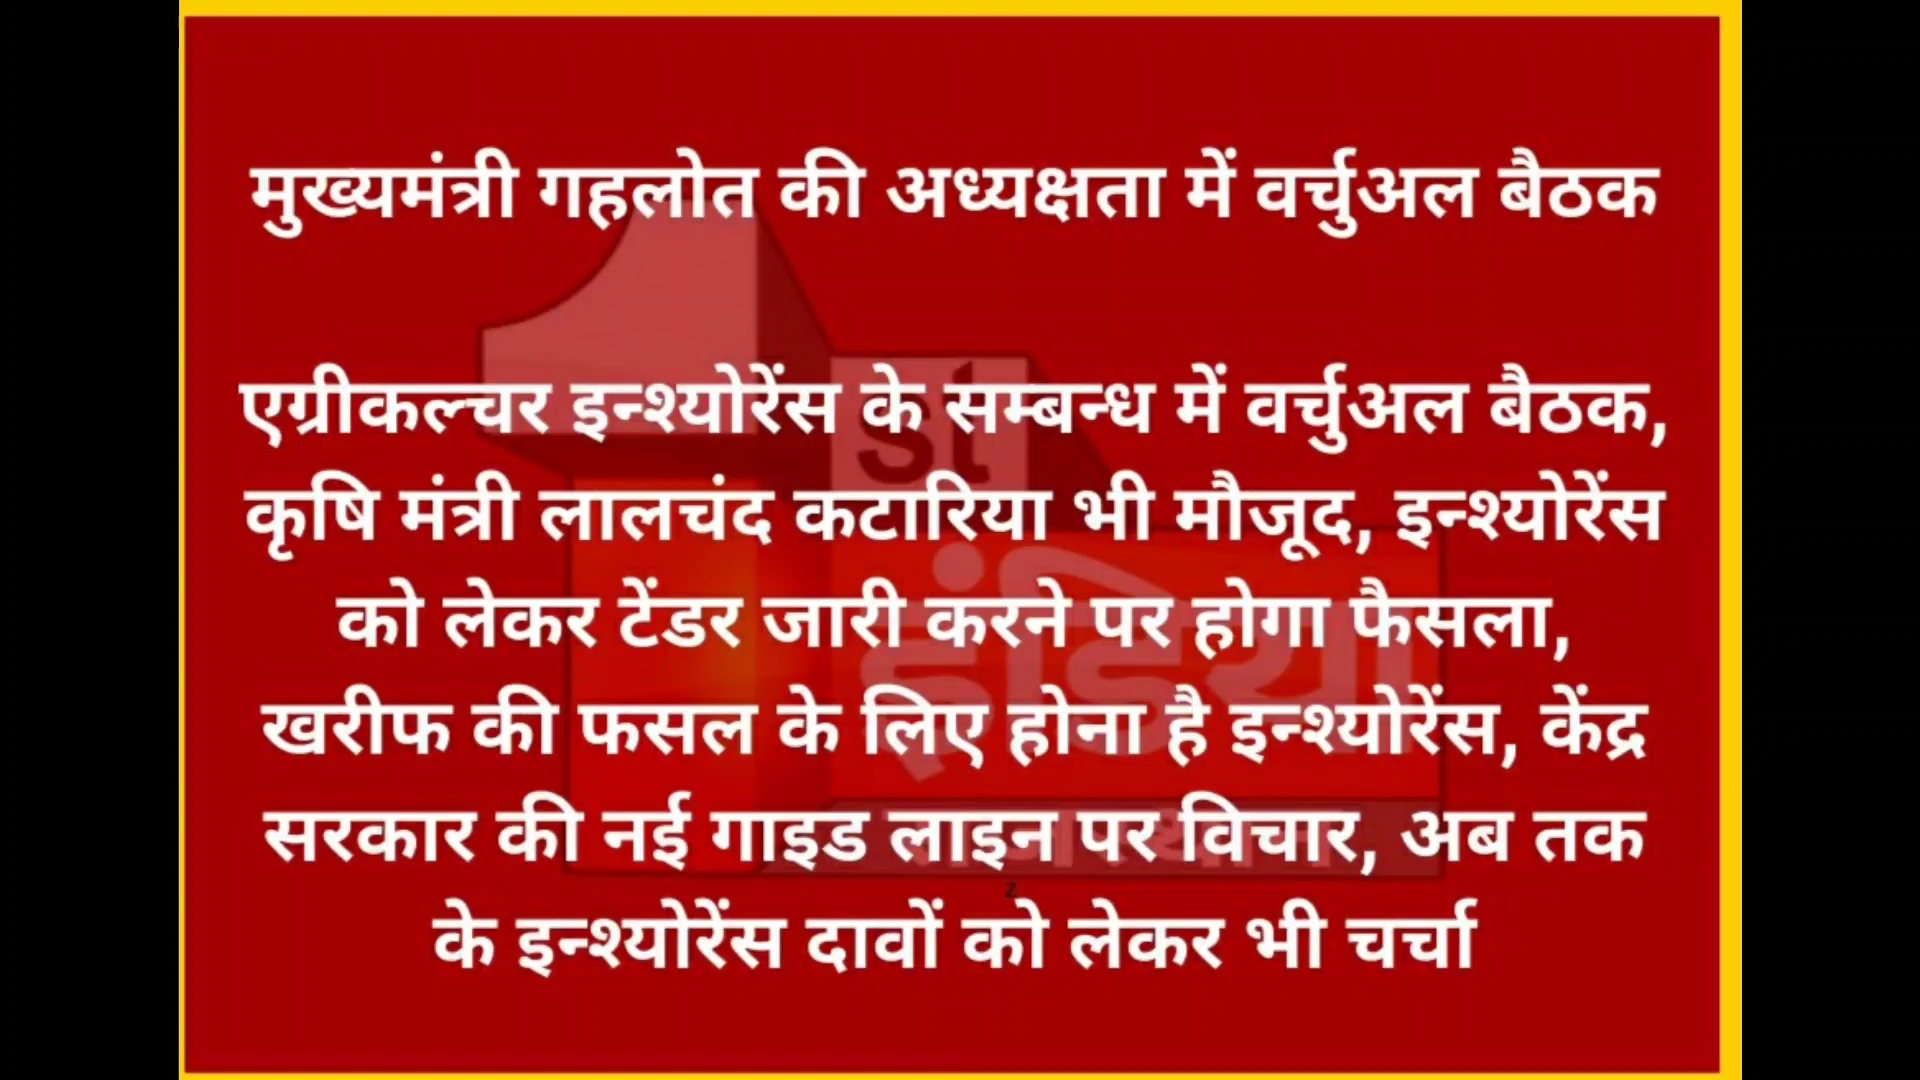 मुख्यमंत्री गहलोत की अध्यक्षता में वर्चुअल बैठक
एग्रीकल्चर इन्श्योरेंस के सम्बन्ध में वर्चुअल बैठक,
कृषि मंत्री लालचंद कटारिया भी मौजूद, इन्श्योरेंस
को लेकर टेंडर जारी करने पर होगा फैसला,
खरीफ की फसल के लिए होना है इन्श्योरेंस, केंद्र
सरकार की नई गाइड लाइन पर विचार, अब तक
के इन्श्योरेंस दावों को लेकर भी चर्चा
1st
इंडिया
z